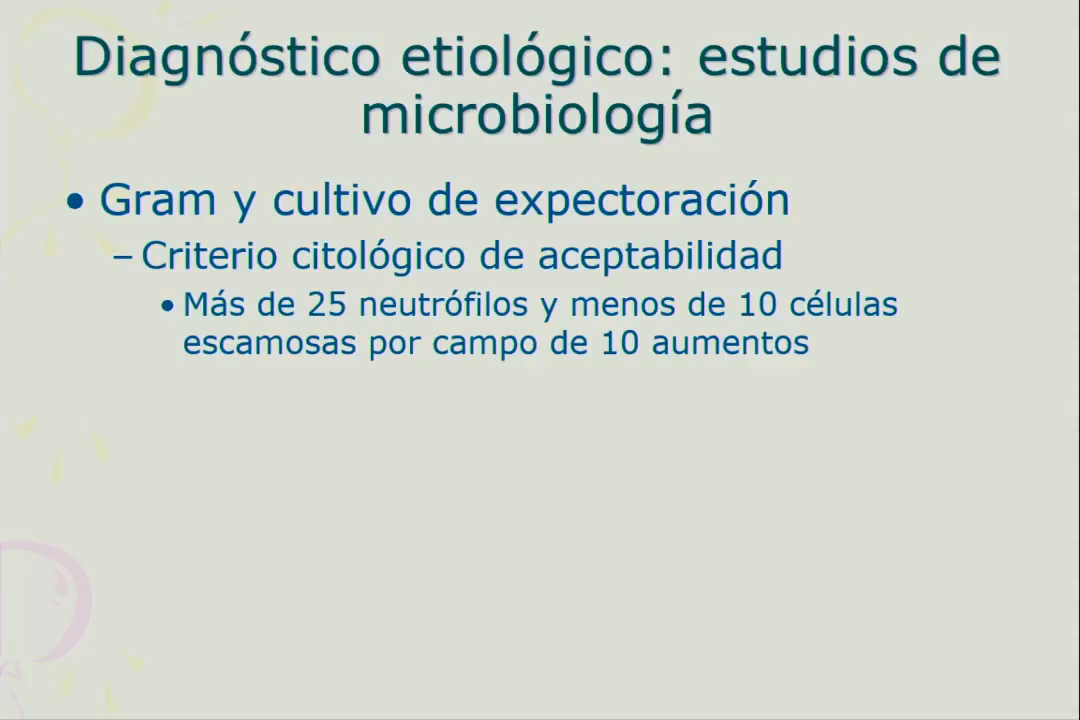 Diagnóstico etiológico: estudios de
microbiología
• Gram y cultivo de expectoración
– Criterio citológico de aceptabilidad
• Más de 25 neutrófilos y menos de 10 células
escamosas por campo de 10 aumentos